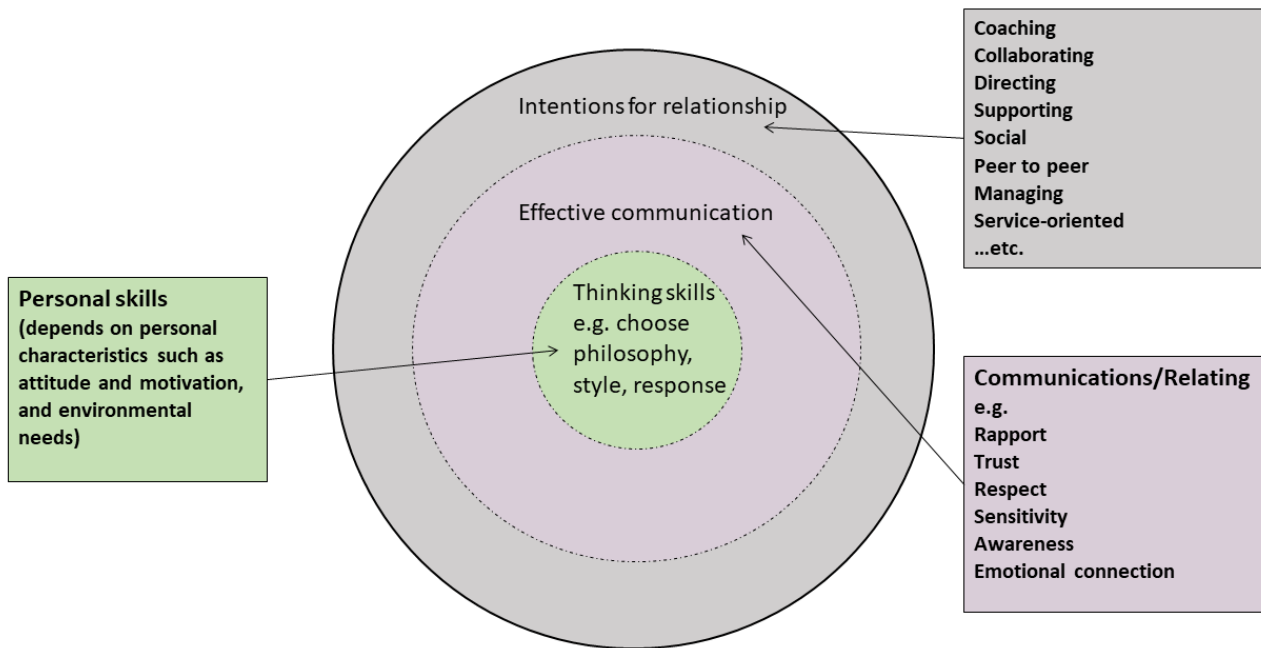 Coaching
Collaborating
Directing
Supporting
Social
Peer to peer
Managing
Service-oriented
...etc.
Intentions for relationship
Effective communication
Thinking skills
e.g. choose
philosophy,
style, response
Personal skills
(depends on personal
characteristics such as
attitude and motivation,
and environmental
needs)
Communications/Relating
e.g.
Rapport
Trust
Respect
Sensitivity
Awareness
Emotional connection